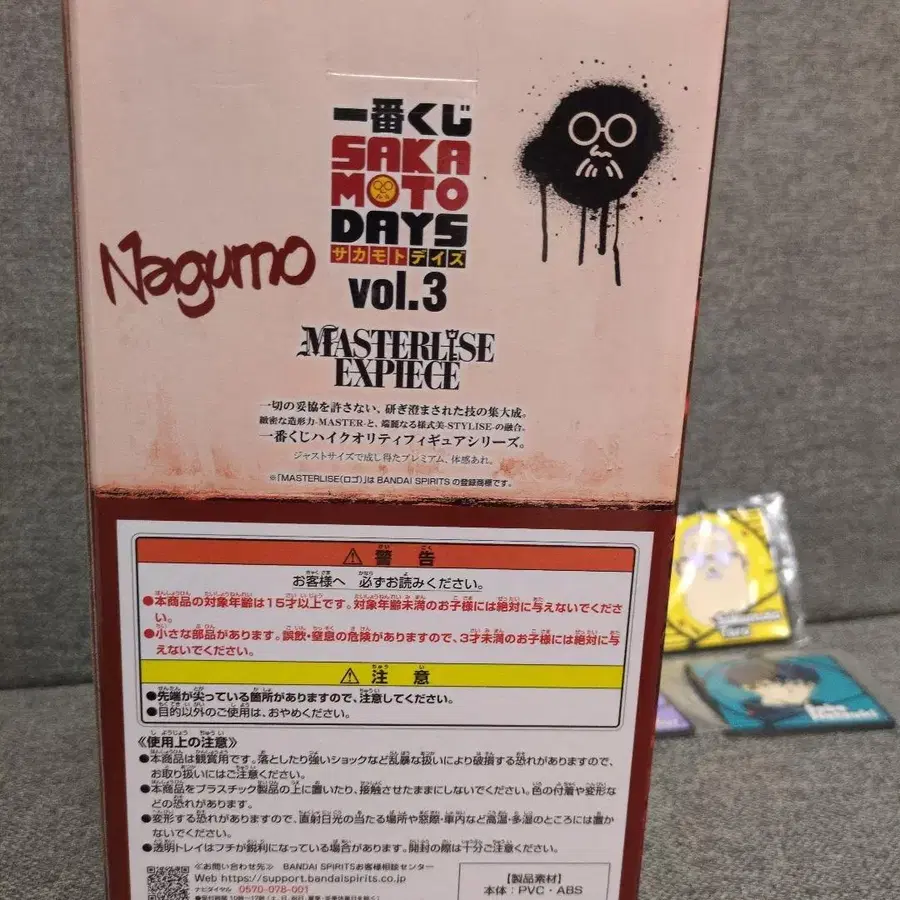 一番くじ
SAKA
MOTO
DAYS
サカモトデイズ
vol.3
Nagumo
MASTERLISE
EXPIECE
一切の妥協を許さない、研ぎ澄まされた技の集大成。
緻密な造形力-MASTER-と、端麗なる様式美-STYLISE-の融合。
一番くじハイクオリティフィギュアシリーズ。
ジャストサイズで成し得たプレミアム、体感あれ。
※「MASTERLISE(ロゴ)」は BANDAI SPIRITS の登録商標です。
⚠警告
お客様へ 必ずお読みください。
●本商品の対象年齢は15才以上です。対象年齢未満のお子様には絶対に与えないでくださ
い。
●小さな部品があります。誤飲・窒息の危険がありますので、3才未満のお子様には絶対に与
えないでください。
⚠注意
●先端が尖っている箇所がありますので、注意してください。
●目的以外のご使用は、おやめください。
《使用上の注意》
●本商品は観賞用です。落としたり強いショックなど乱暴な扱いにより破損する恐れがありますので、
お取り扱いにはご注意ください。
●本商品をプラスチック製品の上に置いたり、接触させたままにしないでください。色の付着や変形な
どの恐れがあります。
●変形する恐れがありますので、直射日光の当たる場所や窓際・車内など高温・多湿のところには置か
ないでください。
●透明トレイはフチが鋭利になっている場合があります。開封の際は十分ご注意ください。
≪お問い合わせ先≫ BANDAI SPIRITSお客様相談センター
Web https://support.bandaispirits.co.jp
ナビダイヤル 0570-078-001
【製品素材】
本体：PVC・ABS